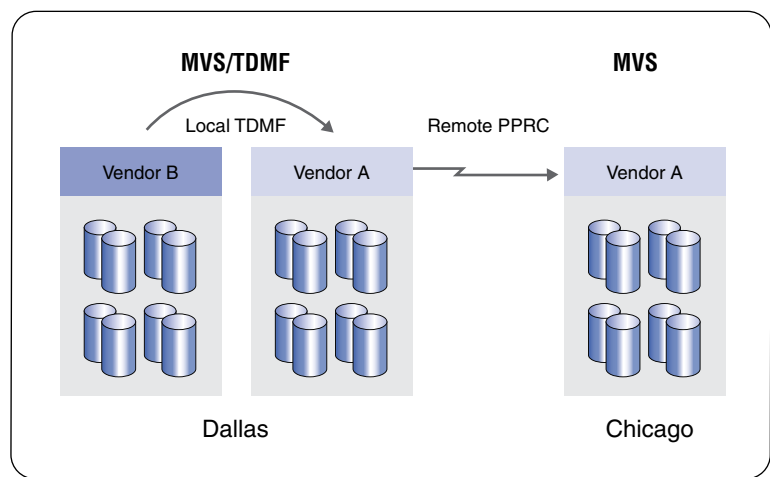 MVS/TDMF
MVS
Local TDMF
Remote PPRC
Vendor B
Vendor A
Vendor A
Dallas
Chicago